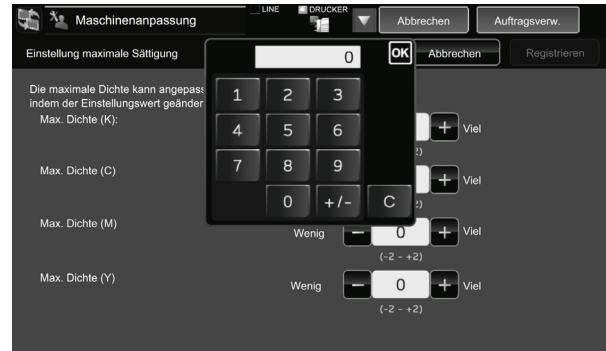 Maschinenanpassung
LINE
DRUCKER
Abbrechen
Auftragsverw.
Einstellung maximale Sättigung
0
OK
Abbrechen
Registrieren
Die maximale Dichte kann angepass
indem der Einstellungswert geänder
1 2 3
Max. Dichte (K):
4 5 6
Viel
7 8 9
Max. Dichte (C)
Viel
0 +/- C
Max. Dichte (M)
Wenig − 0 + Viel
(-2 - +2)
Max. Dichte (Y)
Wenig − 0 + Viel
(-2 - +2)